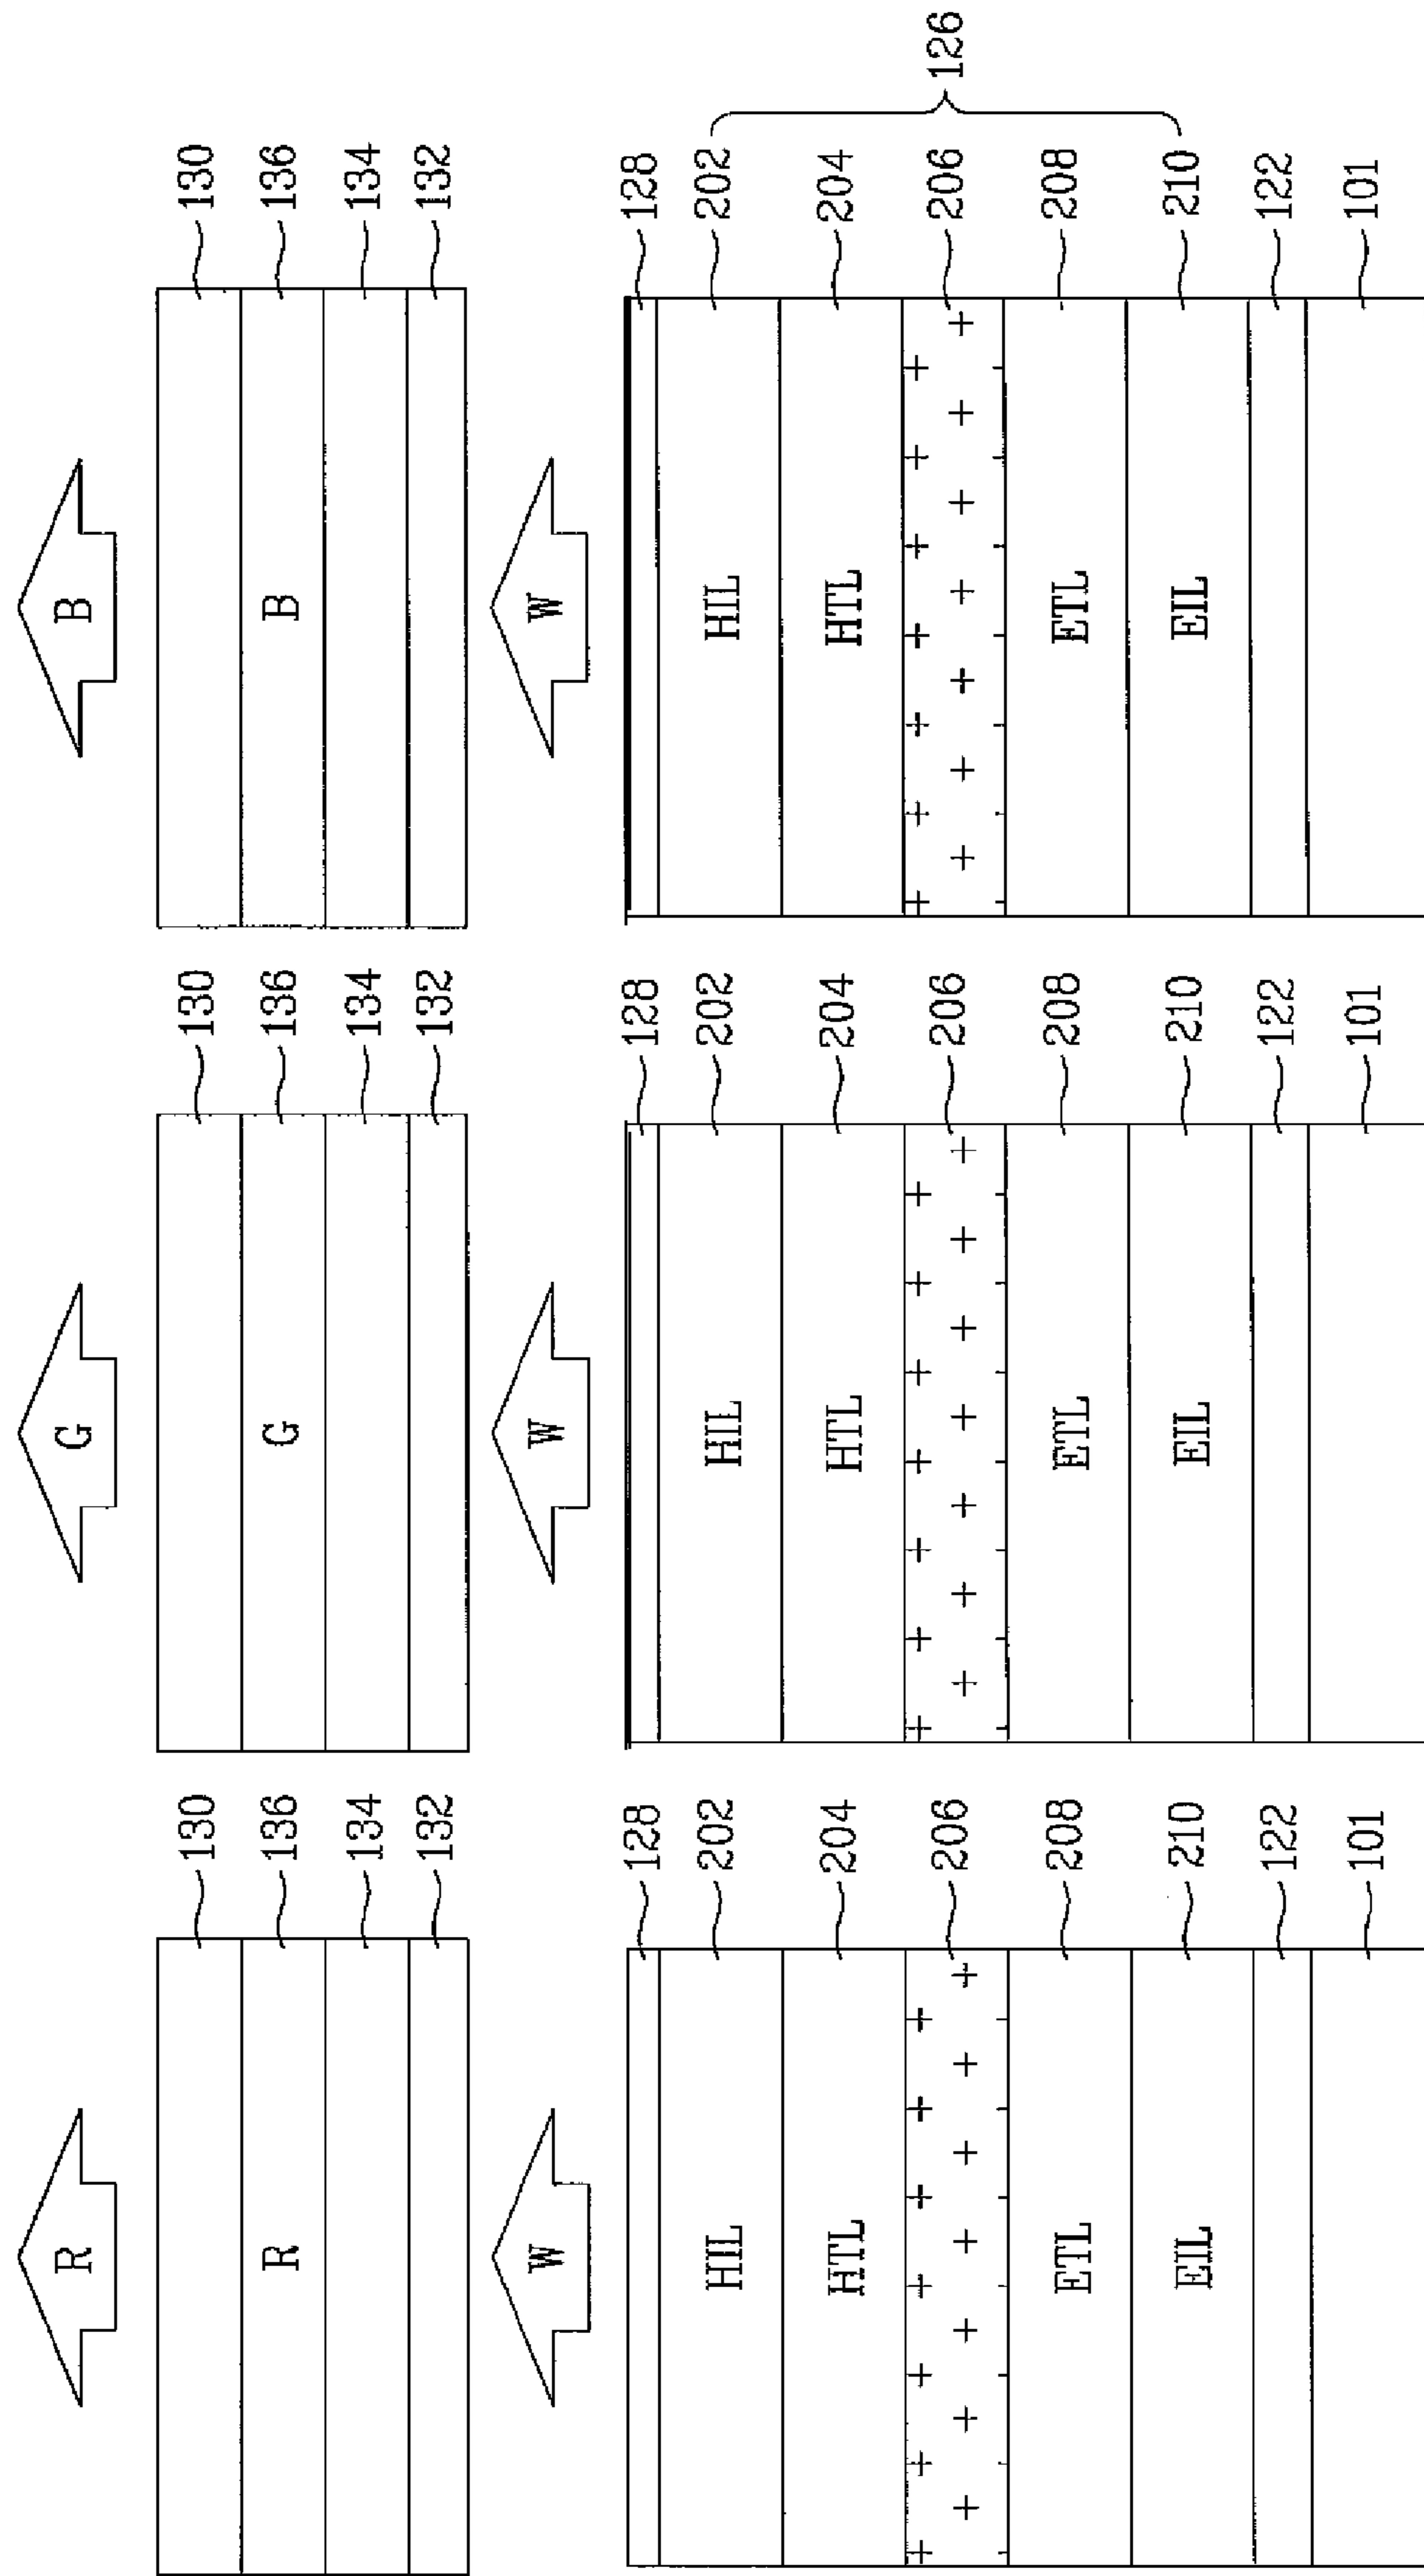 R G B
130 130 130
R 136 G 136 B 136
134 134 134
132 132 132
W W W
128 128 128
HIL 202 HIL 202 HIL 202
HTL 204 HTL 204 HTL 204
206 206 206 126
ETL 208 ETL 208 ETL 208
EIL 210 EIL 210 EIL 210
122 122 122
101 101 101